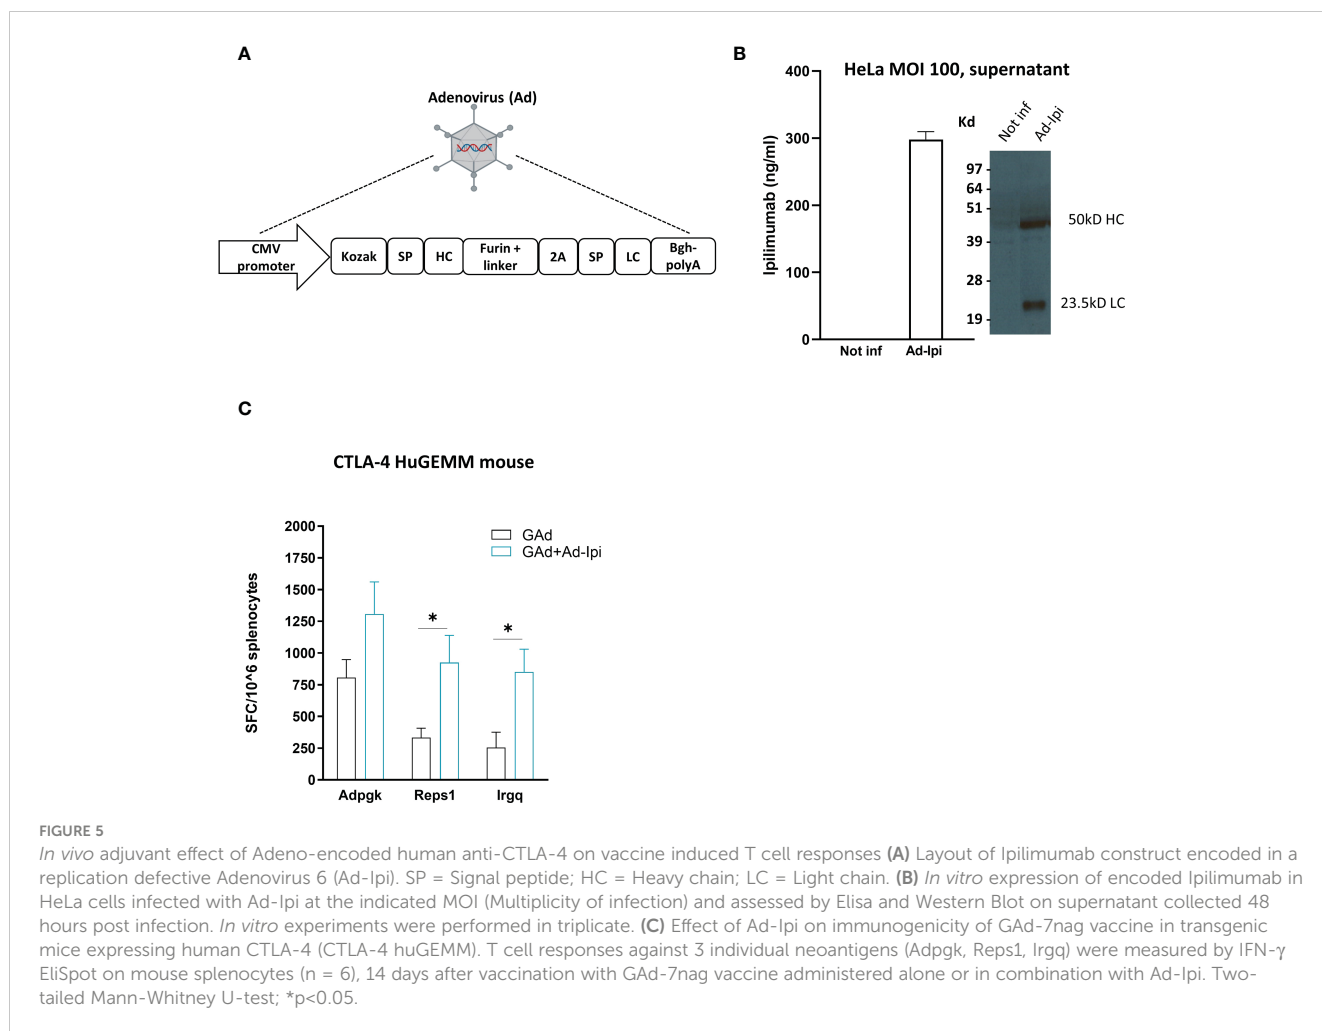 A
Adenovirus (Ad)
CMV
promoter
Kozak
SP
HC
Furin +
linker
2A
SP
LC
Bgh-
polyA
B
HeLa MOI 100, supernatant
Ipilimumab (ng/ml)
400
300
200
100
0
Not inf
Ad-Ipi
Kd
Not inf
Ad-Ipi
97
64
51
39
28
19
50kD HC
23.5kD LC
C
CTLA-4 HuGEMM mouse
SFC/10^6 splenocytes
2000
1750
1500
1250
1000
750
500
250
0
GAd
GAd+Ad-Ipi
*
*
Adpgk
Reps1
Irgq
FIGURE 5
In vivo adjuvant effect of Adeno-encoded human anti-CTLA-4 on vaccine induced T cell responses (A) Layout of Ipilimumab construct encoded in a
replication defective Adenovirus 6 (Ad-Ipi). SP = Signal peptide; HC = Heavy chain; LC = Light chain. (B) In vitro expression of encoded Ipilimumab in
HeLa cells infected with Ad-Ipi at the indicated MOI (Multiplicity of infection) and assessed by Elisa and Western Blot on supernatant collected 48
hours post infection. In vitro experiments were performed in triplicate. (C) Effect of Ad-Ipi on immunogenicity of GAd-7nag vaccine in transgenic
mice expressing human CTLA-4 (CTLA-4 huGEMM). T cell responses against 3 individual neoantigens (Adpgk, Reps1, Irgq) were measured by IFN-γ
EliSpot on mouse splenocytes (n = 6), 14 days after vaccination with GAd-7nag vaccine administered alone or in combination with Ad-Ipi. Two-
tailed Mann-Whitney U-test; *p<0.05.